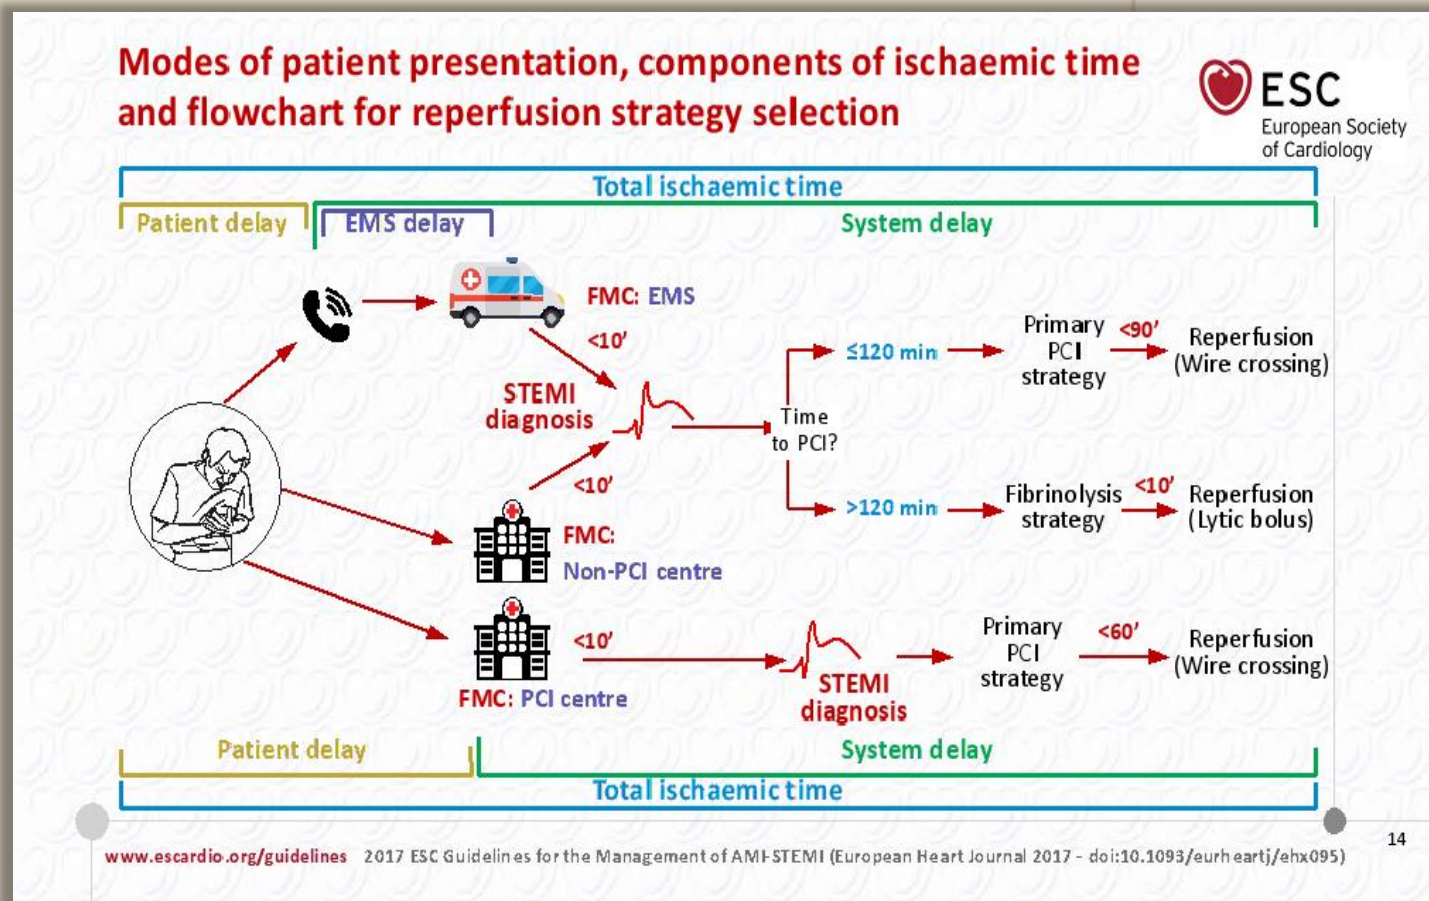 Modes of patient presentation, components of ischaemic time
and flowchart for reperfusion strategy selection
ESC
European Society
of Cardiology
Total ischaemic time
Patient delay
EMS delay
System delay
FMC: EMS
<10'
STEMI
diagnosis
<10'
FMC:
Non-PCI centre
Time
to PCI?
≤120 min
Primary
PCI
strategy
<90'
Reperfusion
(Wire crossing)
>120 min
Fibrinolysis
strategy
<10'
Reperfusion
(Lytic bolus)
FMC: PCI centre
<10'
STEMI
diagnosis
Primary
PCI
strategy
<60'
Reperfusion
(Wire crossing)
Patient delay
System delay
Total ischaemic time
www.escardio.org/guidelines 2017 ESC Guidelines for the Management of AMI-STEMI (European Heart Journal 2017 - doi:10.1093/eurheartj/ehx095)
14